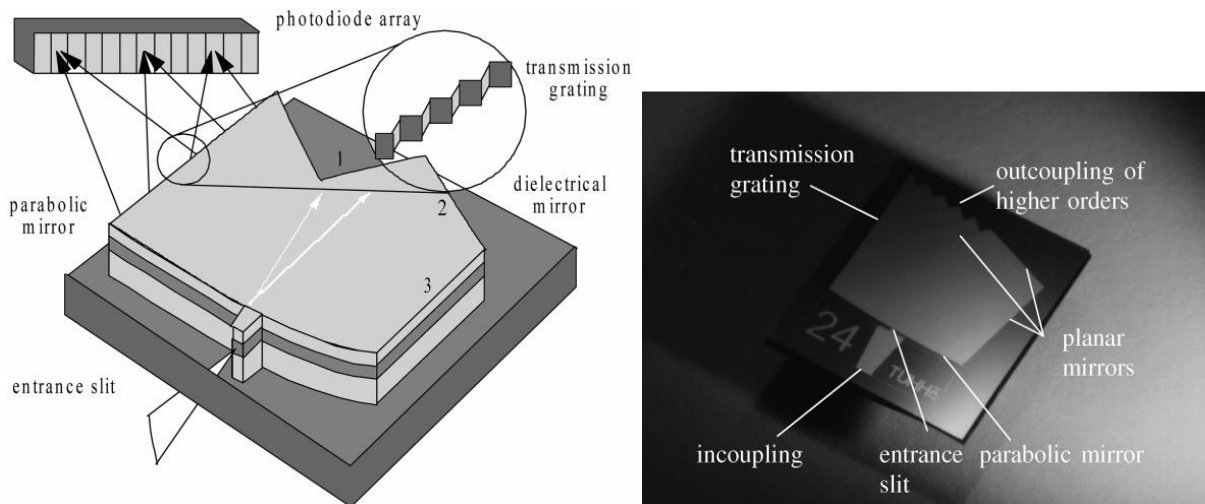 photodiode array
transmission
grating
1
dielectrical
mirror
2
parabolic
mirror
3
entrance slit
transmission
grating
outcoupling of
higher orders
24
planar
mirrors
incoupling
entrance
slit
parabolic mirror